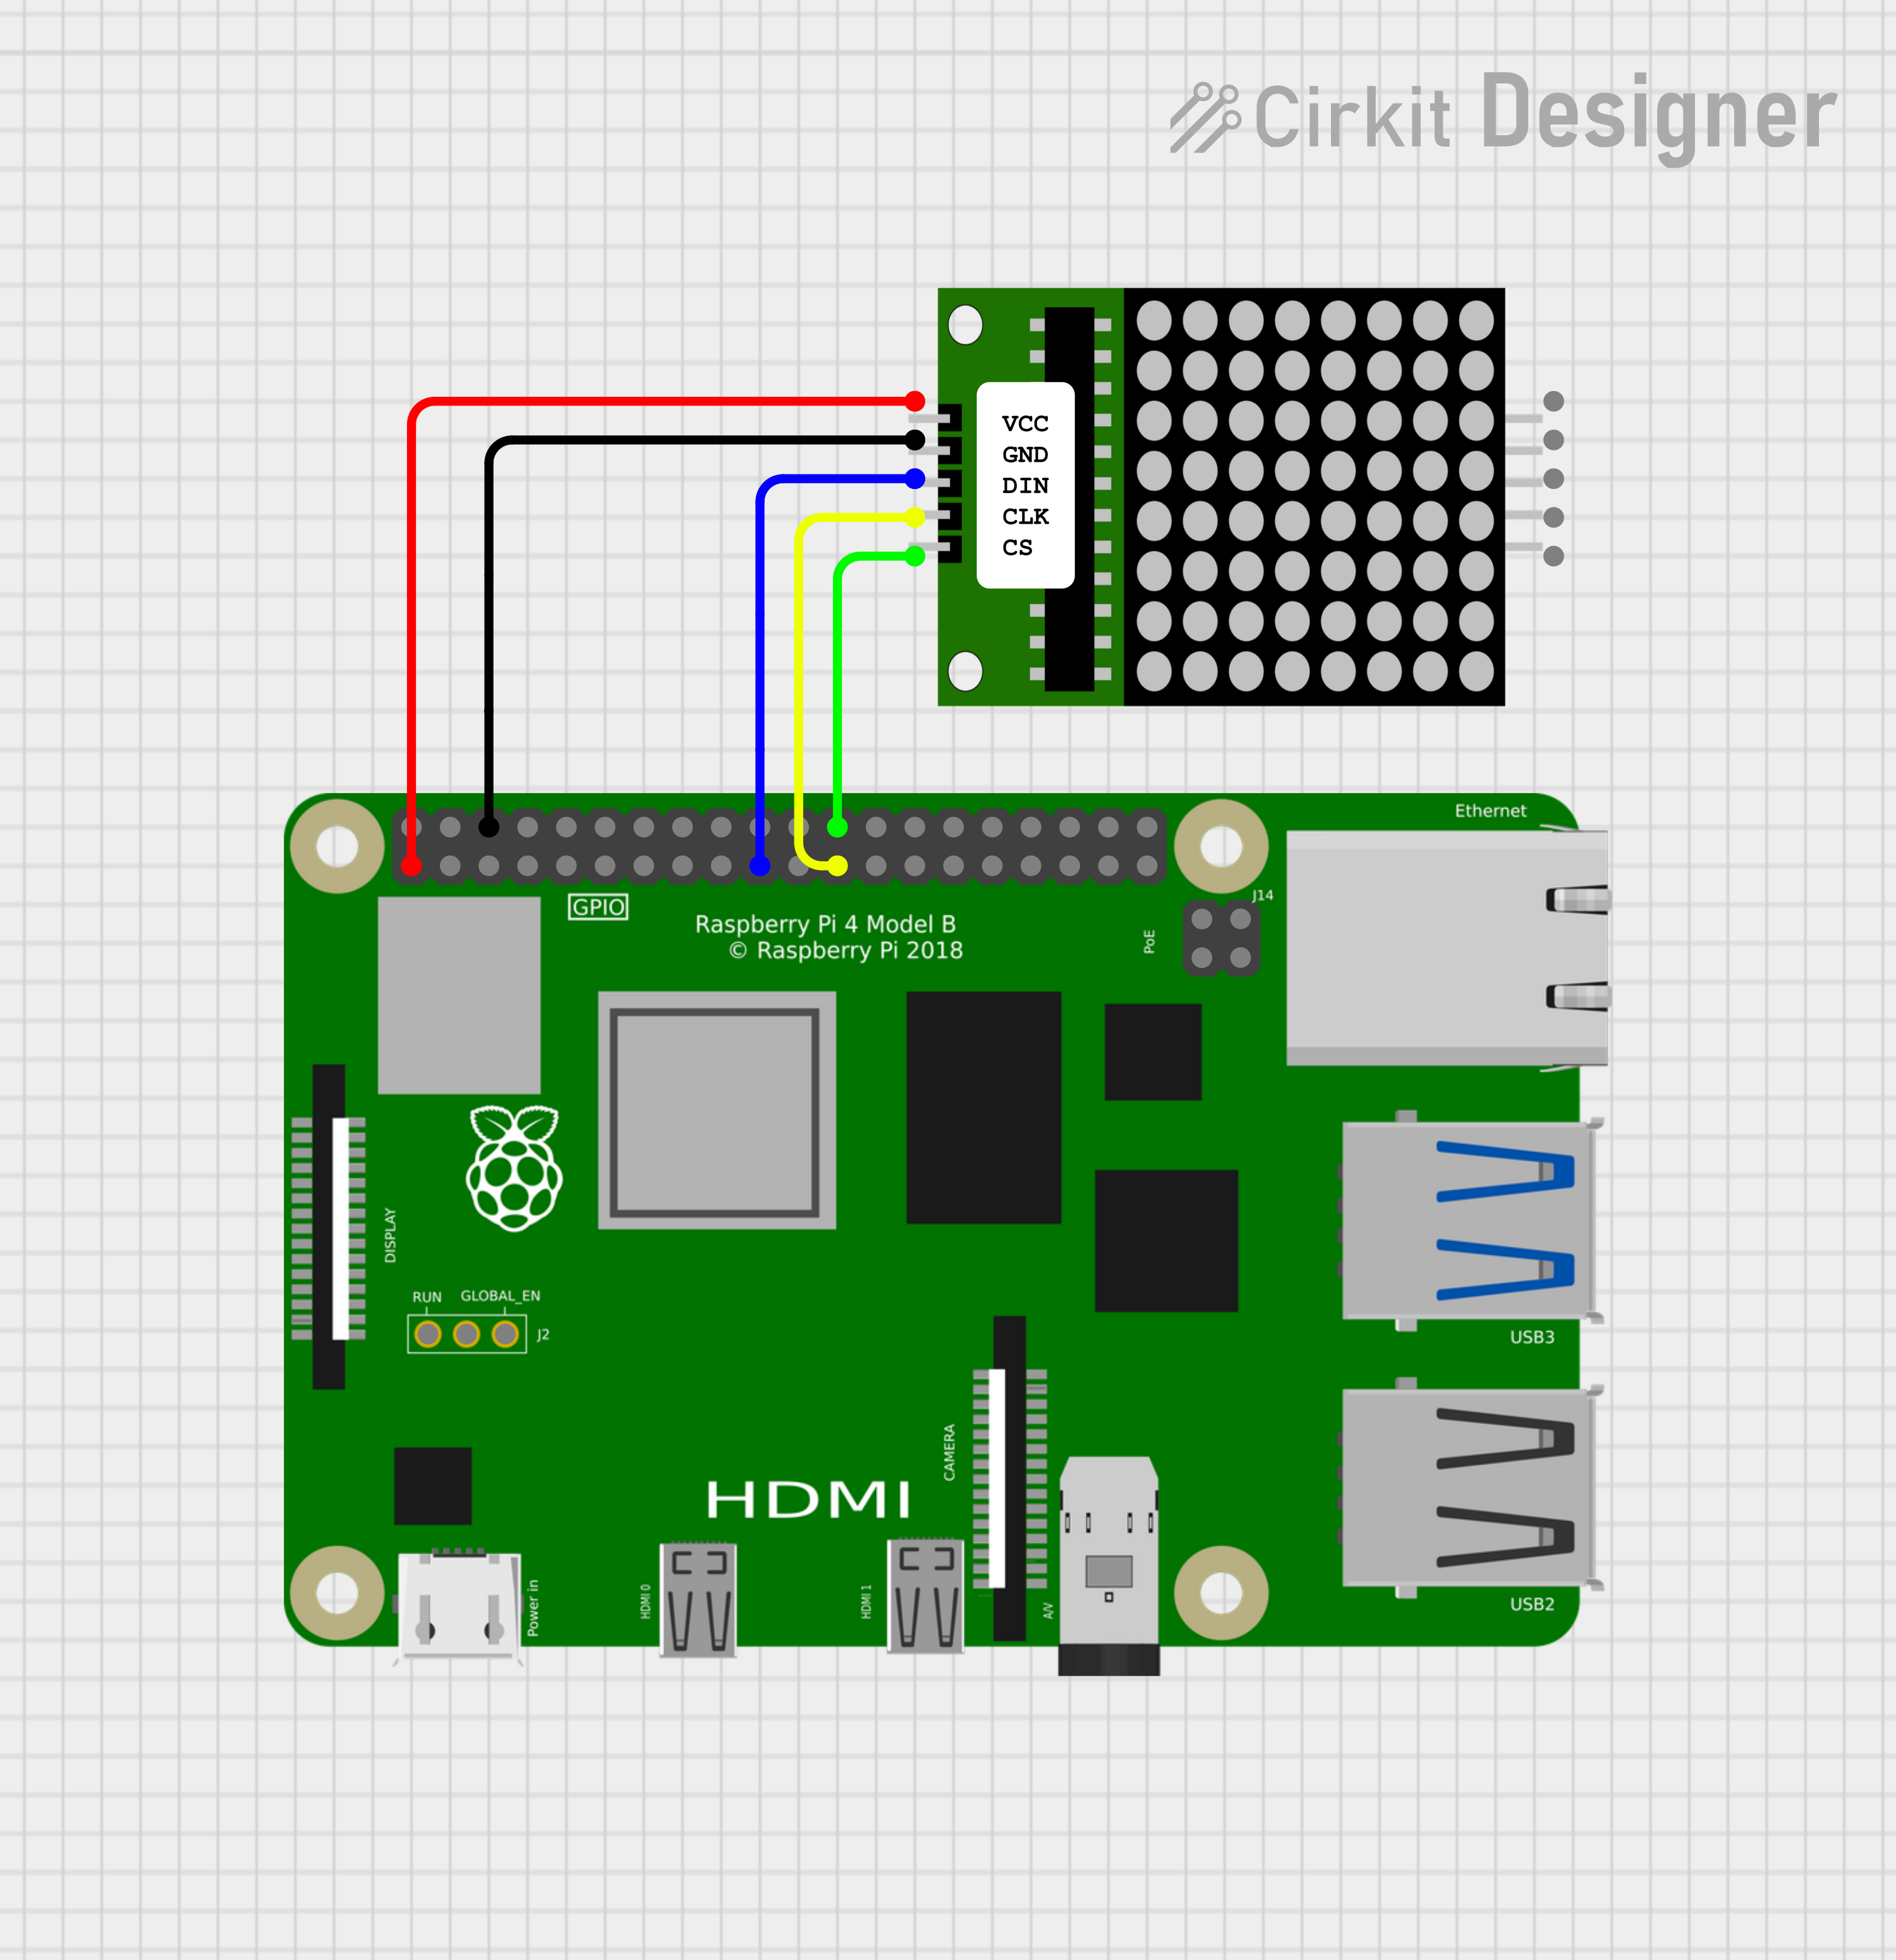 Cirkit Designer
VCC
GND
DIN
CLK
CS
Ethernet
J14
GPIO
Raspberry Pi 4 Model B
© Raspberry Pi 2018
PoE
DISPLAY
RUN
GLOBAL_EN
J2
USB3
CAMERA
HDMI
Power in
HDMI 0
HDMI 1
A/V
USB2